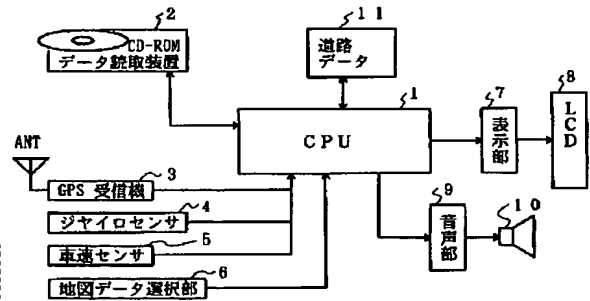 2
CD-ROM
データ読取装置
11
道路
データ
1
CPU
7
表示部
8
LCD
ANT
3
GPS 受信機
4
ジヤイロセンサ
5
車速センサ
6
地図データ選択部
9
音声部
10